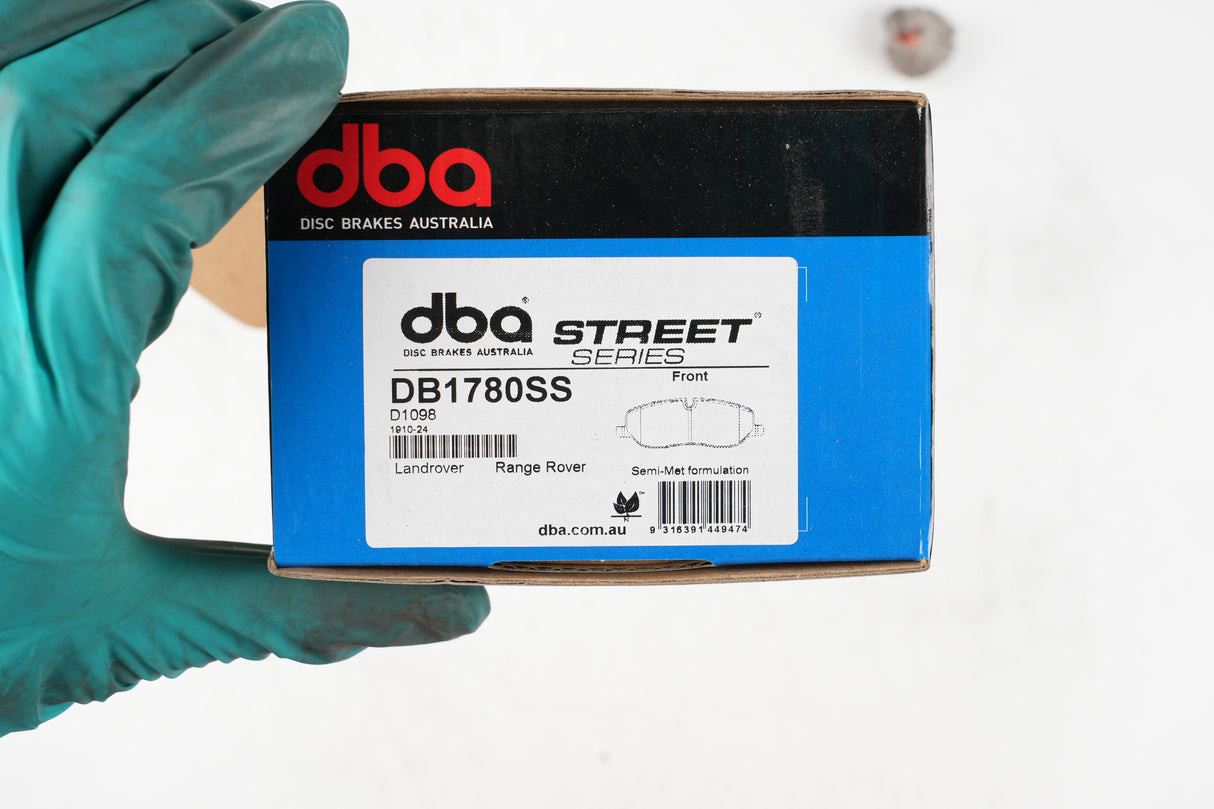 dba
DISC BRAKES AUSTRALIA
dba®
DISC BRAKES AUSTRALIA
STREET®
SERIES
Front
DB1780SS
D1098
1910-24
Landrover Range Rover
Semi-Met formulation
N
™
dba.com.au
9 316391 449474